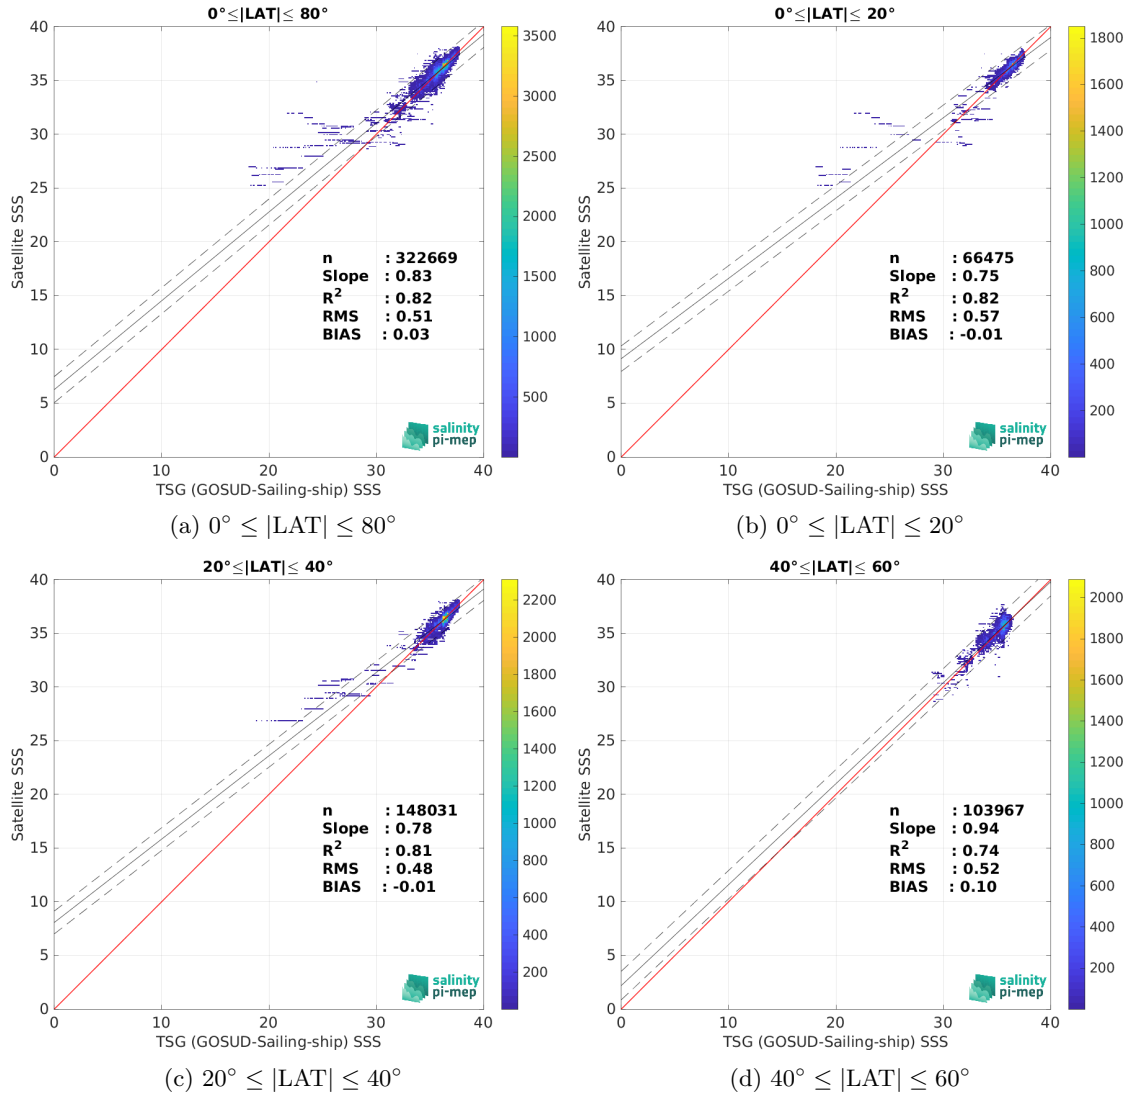 0°≤|LAT|≤ 80°
Satellite SSS
40
35
30
25
20
15
10
5
0
0
10
20
30
40
TSG (GOSUD-Sailing-ship) SSS
n : 322669
Slope : 0.83
R² : 0.82
RMS : 0.51
BIAS : 0.03
salinity
pi-mep
3500
3000
2500
2000
1500
1000
500
(a) 0° ≤ |LAT| ≤ 80°
0°≤|LAT|≤ 20°
Satellite SSS
40
35
30
25
20
15
10
5
0
0
10
20
30
40
TSG (GOSUD-Sailing-ship) SSS
n : 66475
Slope : 0.75
R² : 0.82
RMS : 0.57
BIAS : -0.01
salinity
pi-mep
1800
1600
1400
1200
1000
800
600
400
200
(b) 0° ≤ |LAT| ≤ 20°
20°≤|LAT|≤ 40°
Satellite SSS
40
35
30
25
20
15
10
5
0
0
10
20
30
40
TSG (GOSUD-Sailing-ship) SSS
n : 148031
Slope : 0.78
R² : 0.81
RMS : 0.48
BIAS : -0.01
salinity
pi-mep
2200
2000
1800
1600
1400
1200
1000
800
600
400
200
(c) 20° ≤ |LAT| ≤ 40°
40°≤|LAT|≤ 60°
Satellite SSS
40
35
30
25
20
15
10
5
0
0
10
20
30
40
TSG (GOSUD-Sailing-ship) SSS
n : 103967
Slope : 0.94
R² : 0.74
RMS : 0.52
BIAS : 0.10
salinity
pi-mep
2000
1800
1600
1400
1200
1000
800
600
400
200
(d) 40° ≤ |LAT| ≤ 60°